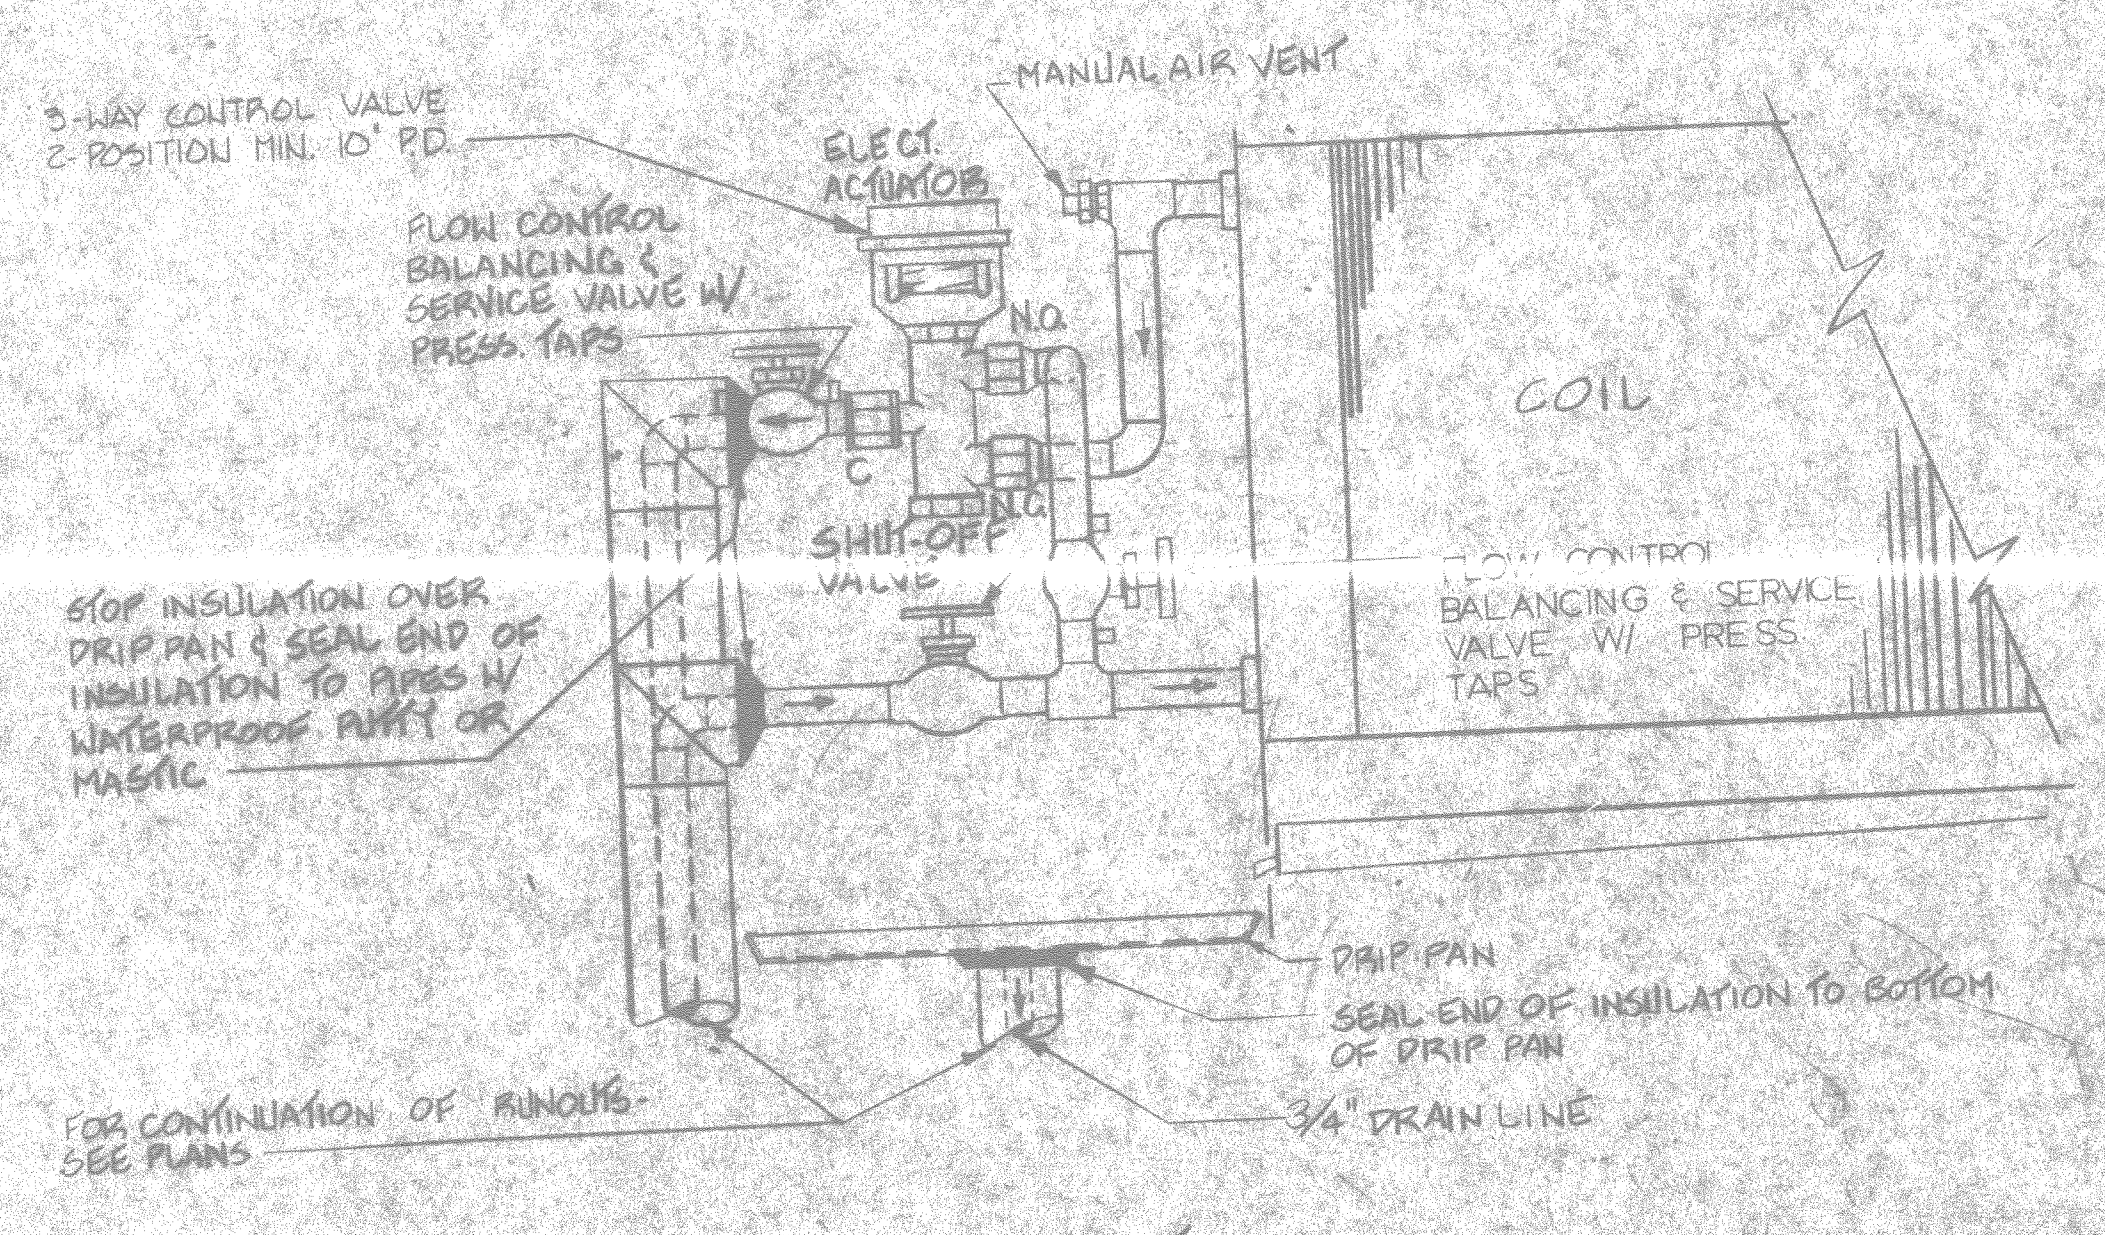 MANUAL AIR VENT
3-WAY CONTROL VALVE
2-POSITION MIN. 10' P.D.
ELECT.
ACTUATOR
FLOW CONTROL
BALANCING &
SERVICE VALVE W/
PRESS. TAPS
N.O.
C
N.C.
COIL
SHUT-OFF
VALVE
FLOW CONTROL
BALANCING & SERVICE
VALVE W/ PRESS.
TAPS
STOP INSULATION OVER
DRIP PAN & SEAL END OF
INSULATION TO PIPES W/
WATERPROOF PUTTY OR
MASTIC
DRIP PAN
SEAL END OF INSULATION TO BOTTOM
OF DRIP PAN
3/4" DRAIN LINE
FOR CONTINUATION OF RUNOUTS-
SEE PLANS